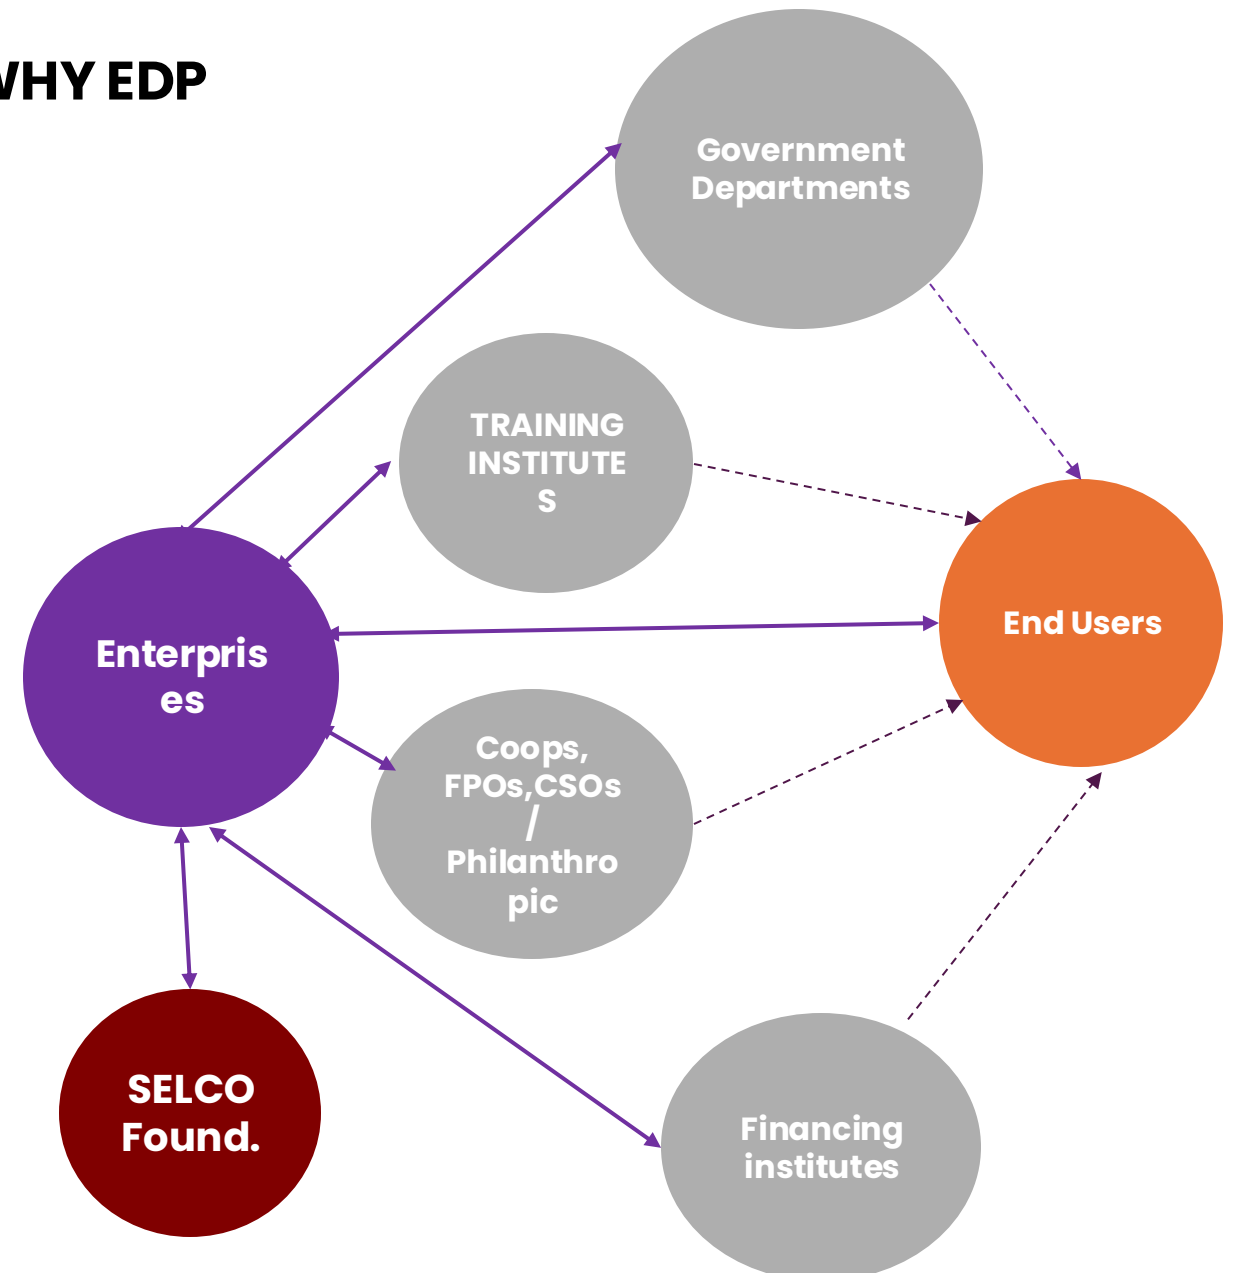 WHY EDP
Government
Departments
TRAINING
INSTITUTE
S
End Users
Enterpris
es
Coops,
FPOs,CSOs
/
Philanthro
pic
SELCO
Found.
Financing
institutes